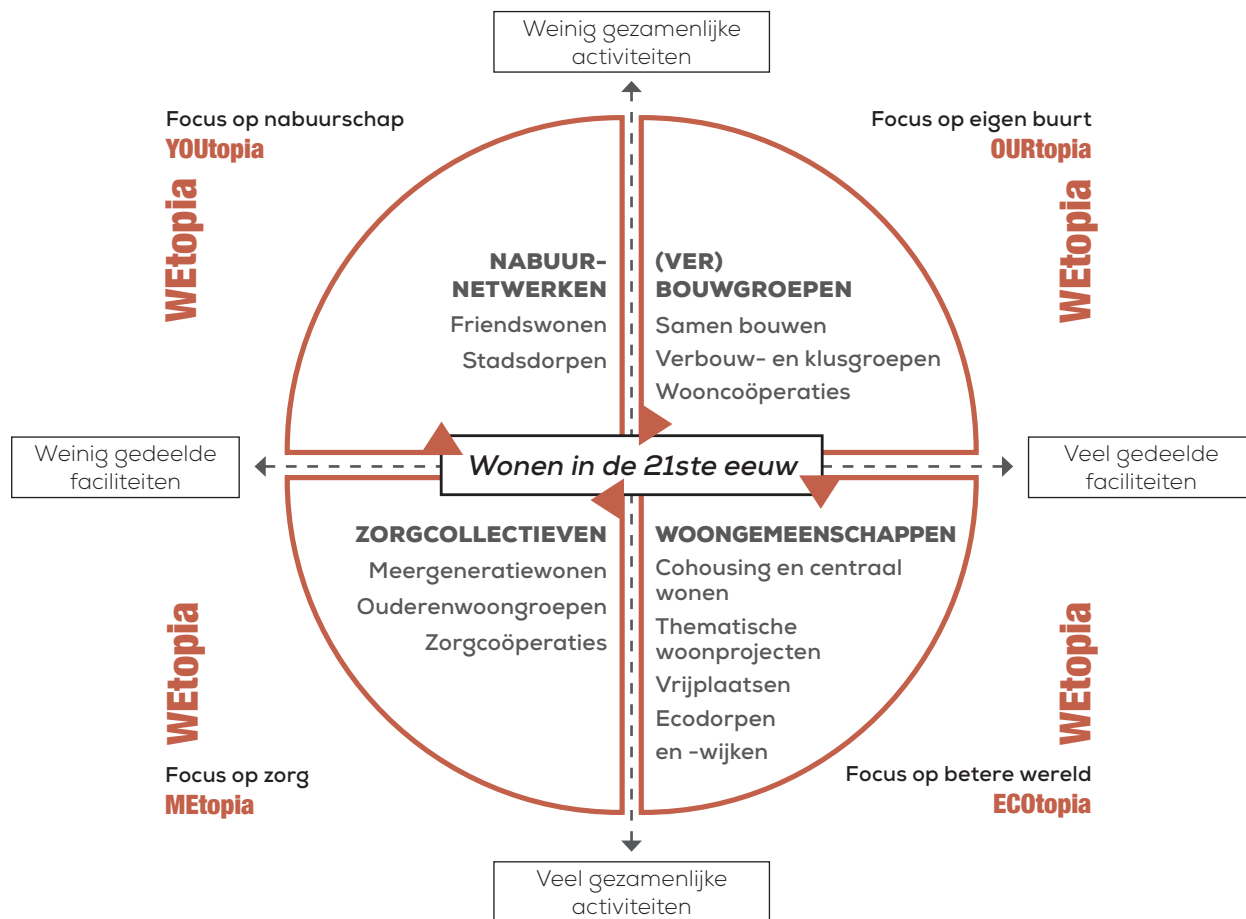 Weinig gezamenlijke
activiteiten
Focus op nabuurschap
YOUtopia
Focus op eigen buurt
OURtopia
WEtopia
WEtopia
NABUUR-
NETWERKEN
Friendswonen
Stadsdorpen
(VER)
BOUWGROEPEN
Samen bouwen
Verbouw- en klusgroepen
Wooncoöperaties
Weinig gedeelde
faciliteiten
Wonen in de 21ste eeuw
Veel gedeelde
faciliteiten
ZORGCOLLECTIEVEN
Meergeneratiewonen
Ouderenwoongroepen
Zorgcoöperaties
WOONGEMEENSCHAPPEN
Cohousing en centraal
wonen
Thematische
woonprojecten
Vrijplaatsen
Ecodorpen
en -wijken
WEtopia
WEtopia
Focus op zorg
MEtopia
Focus op betere wereld
ECOtopia
Veel gezamenlijke
activiteiten